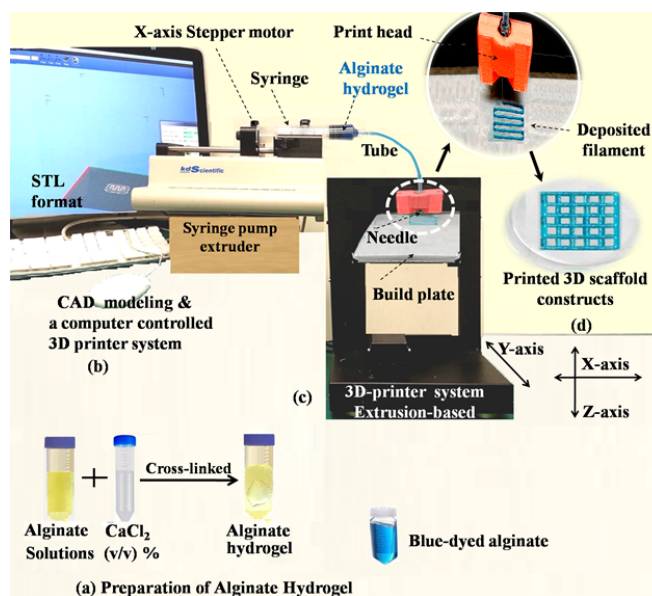 X-axis Stepper motor
Syringe
Alginate
hydrogel
Tube
Print head
Deposited
filament
kdScientific
STL
format
Syringe pump
extruder
Needle
Build plate
Printed 3D scaffold
constructs
(d)
CAD modeling &
a computer controlled
3D printer system
(b)
(c)
Y-axis
X-axis
Z-axis
3D-printer system
Extrusion-based
Cross-linked
Alginate
Solutions
CaCl₂
(v/v) %
Alginate
hydrogel
Blue-dyed alginate
(a) Preparation of Alginate Hydrogel